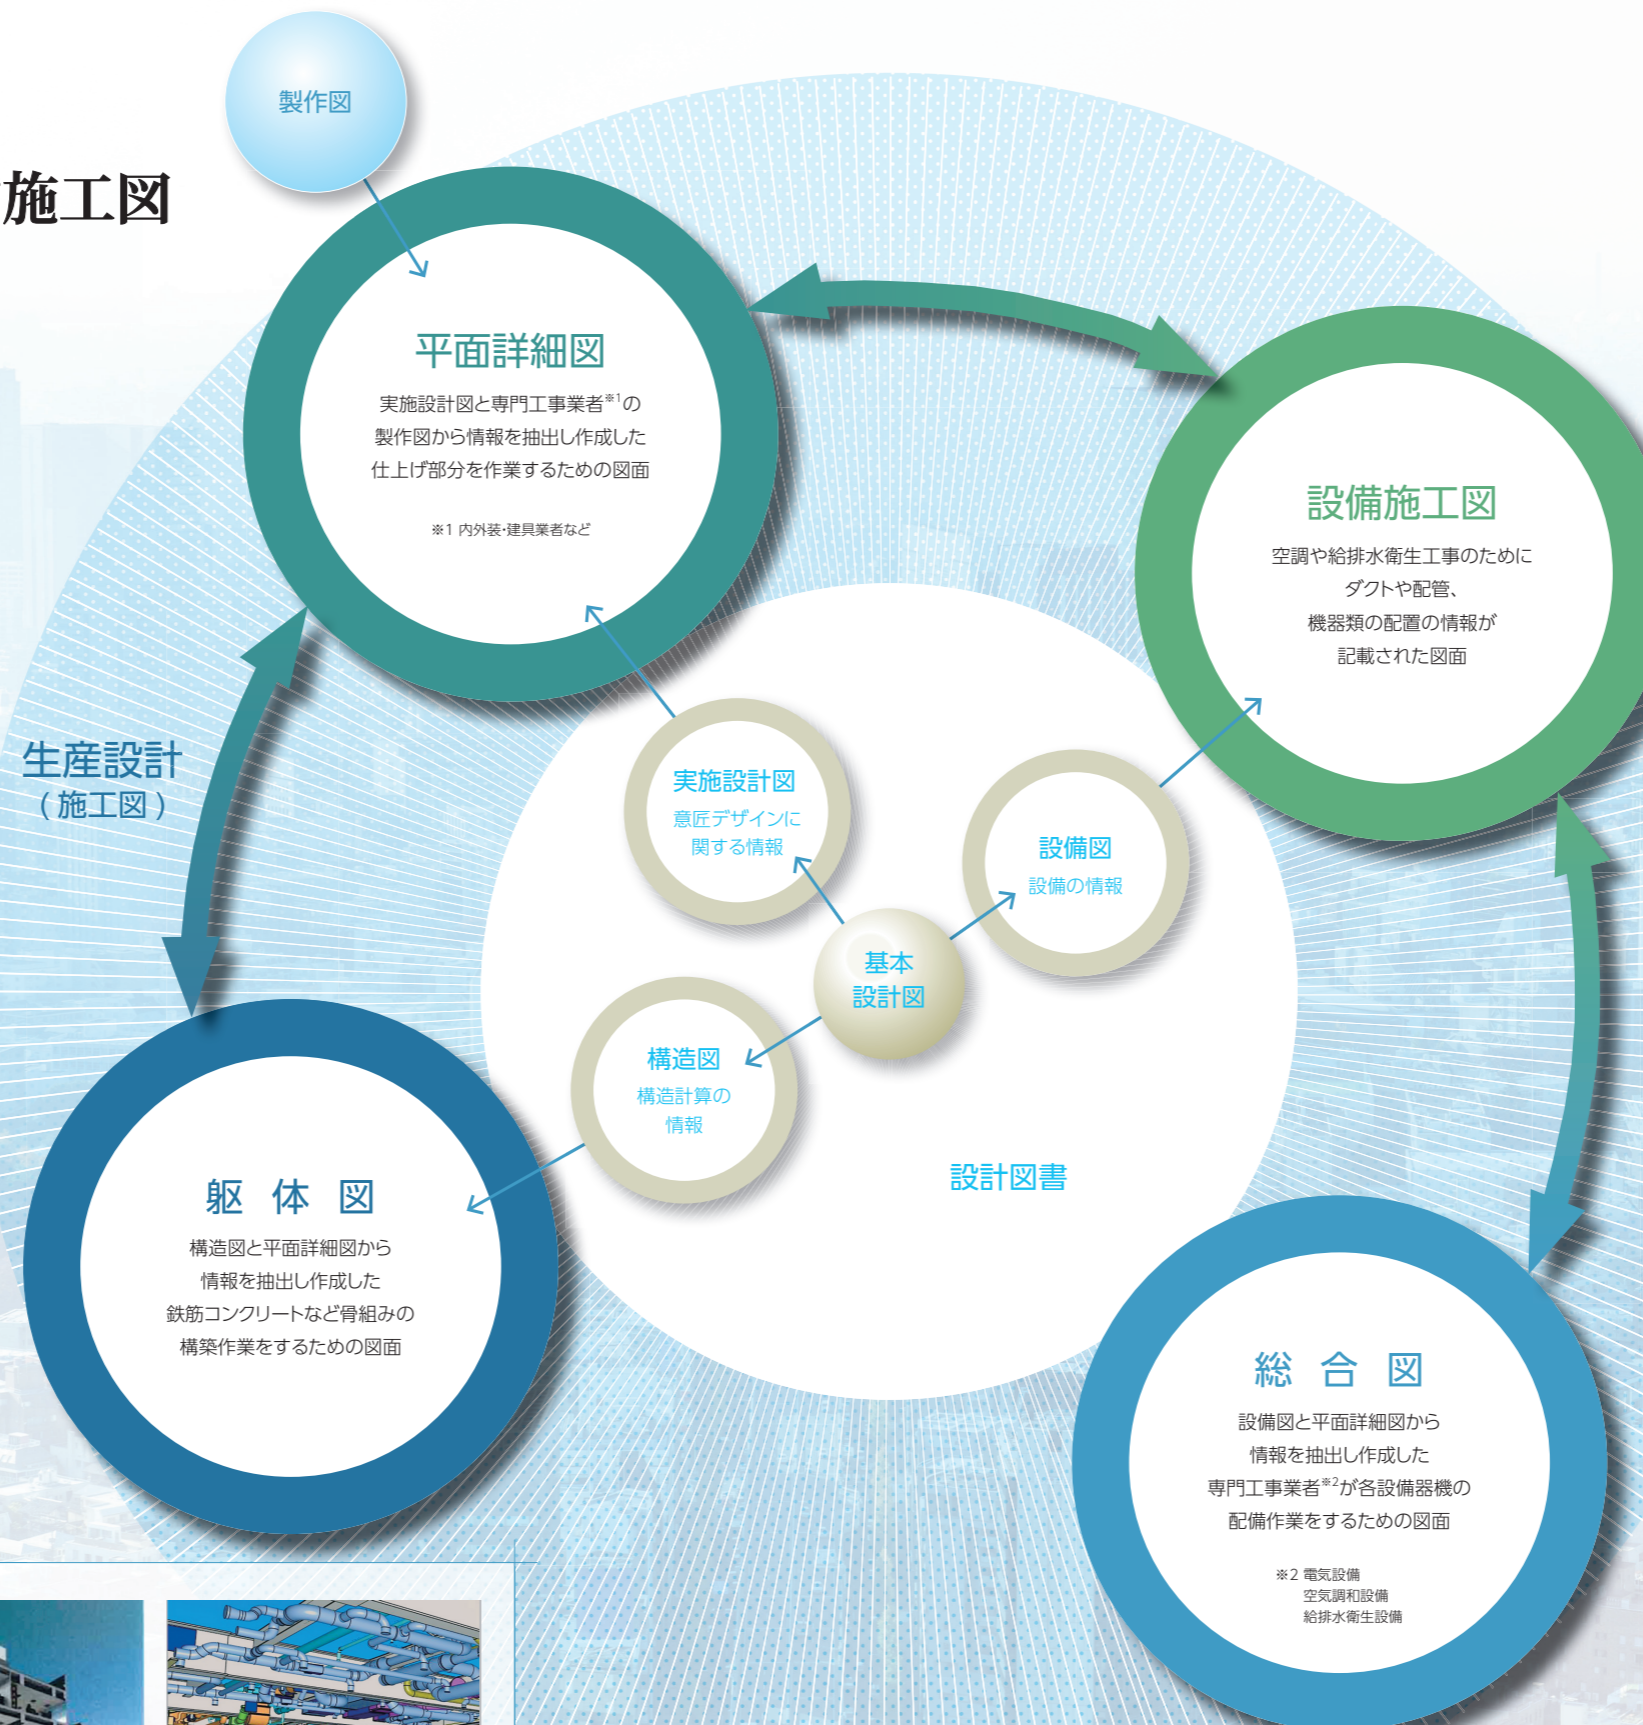 製作図
施工図
平面詳細図
実施設計図と専門工事業者※1の
製作図から情報を抽出し作成した
仕上げ部分を作業するための図面
※1 内外装・建具業者など
設備施工図
空調や給排水衛生工事のために
ダクトや配管、
機器類の配置の情報が
記載された図面
生産設計
(施工図)
実施設計図
意匠デザインに
関する情報
設備図
設備の情報
基本
設計図
構造図
構造計算の
情報
設計図書
躯体図
構造図と平面詳細図から
情報を抽出し作成した
鉄筋コンクリートなど骨組みの
構築作業をするための図面
総合図
設備図と平面詳細図から
情報を抽出し作成した
専門工事業者※2が各設備器機の
配備作業をするための図面
※2 電気設備
空気調和設備
給排水衛生設備